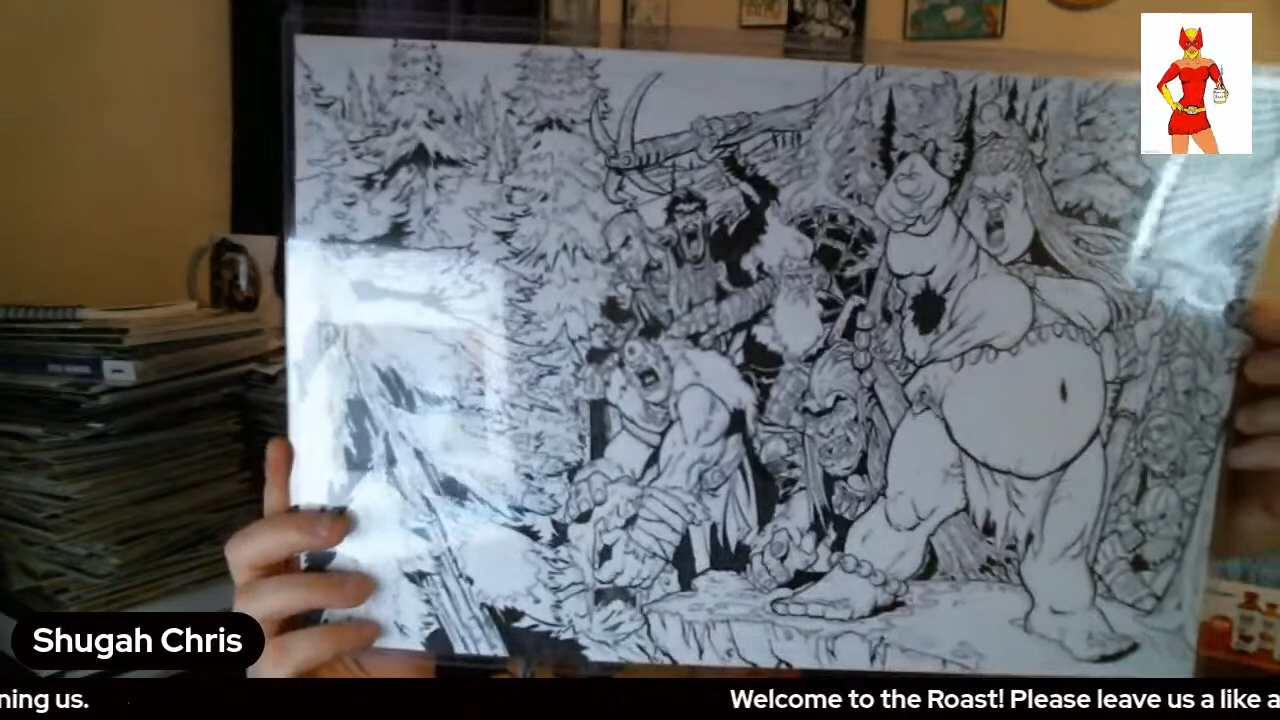 Shugah Chris
ning us.
Welcome to the Roast! Please leave us a like a